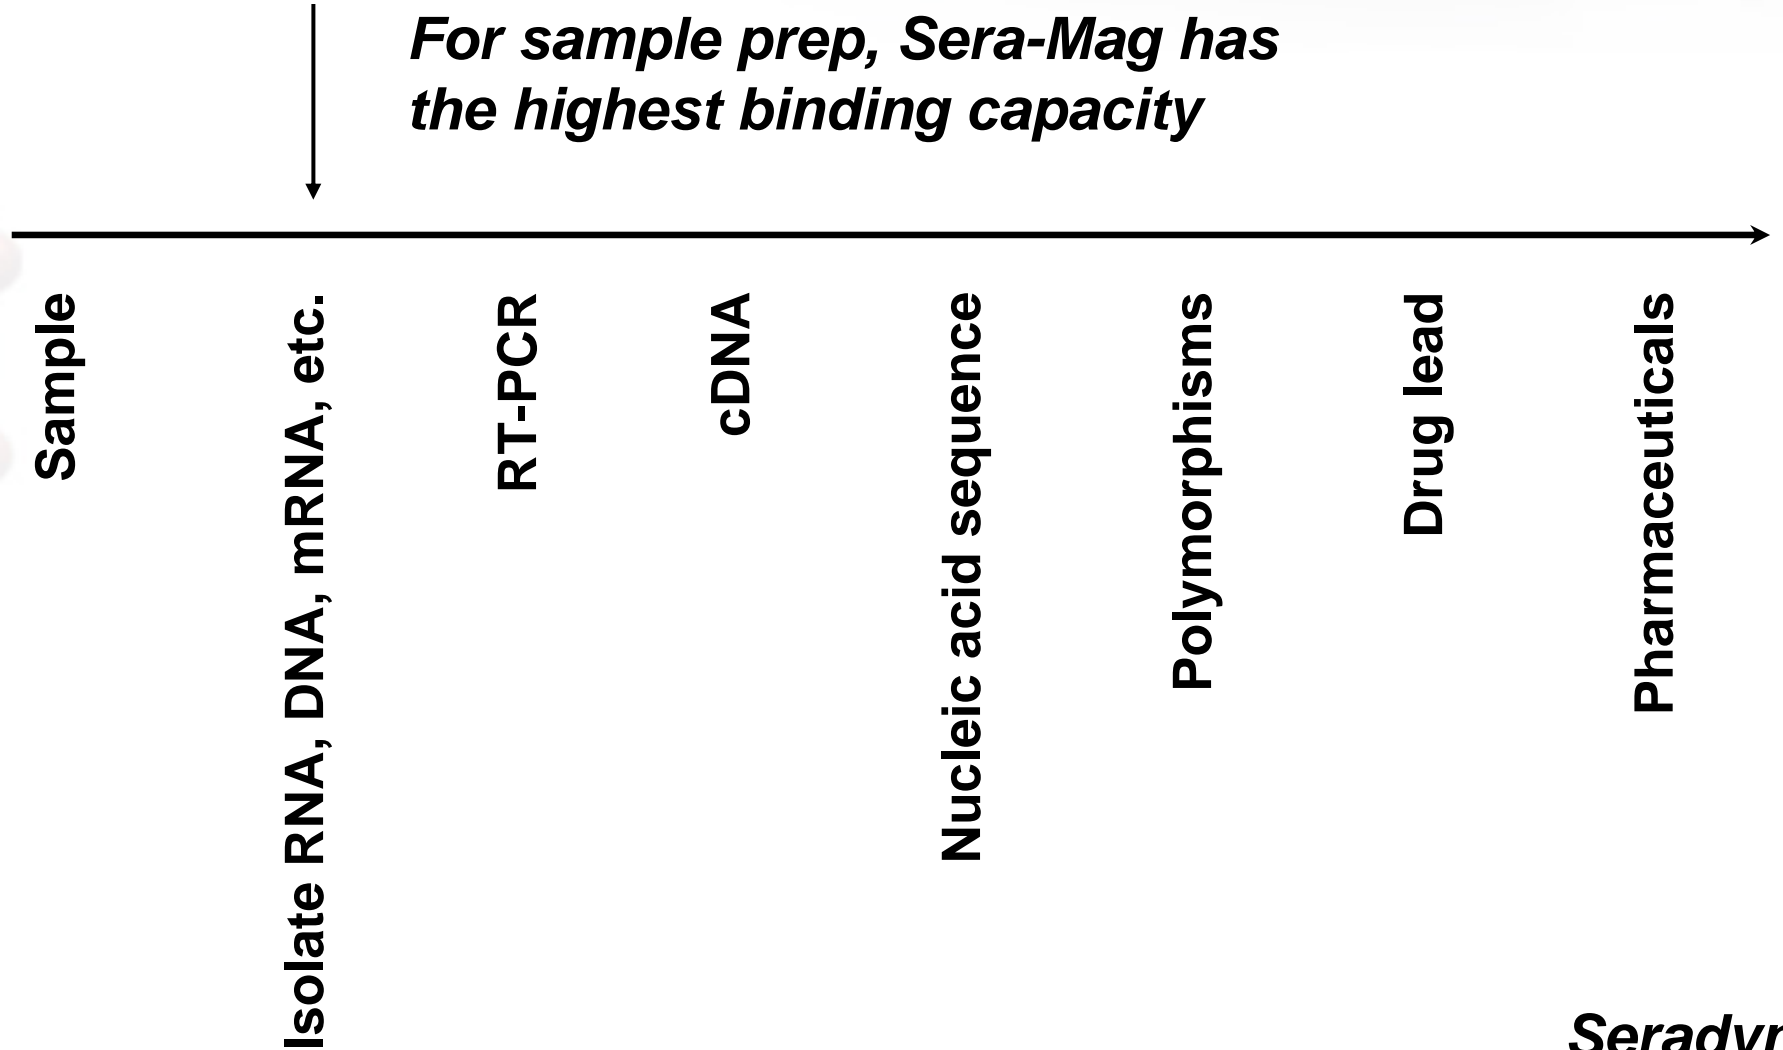 For sample prep, Sera-Mag has
the highest binding capacity
Sample
Isolate RNA, DNA, mRNA, etc.
RT-PCR
cDNA
Nucleic acid sequence
Polymorphisms
Drug lead
Pharmaceuticals